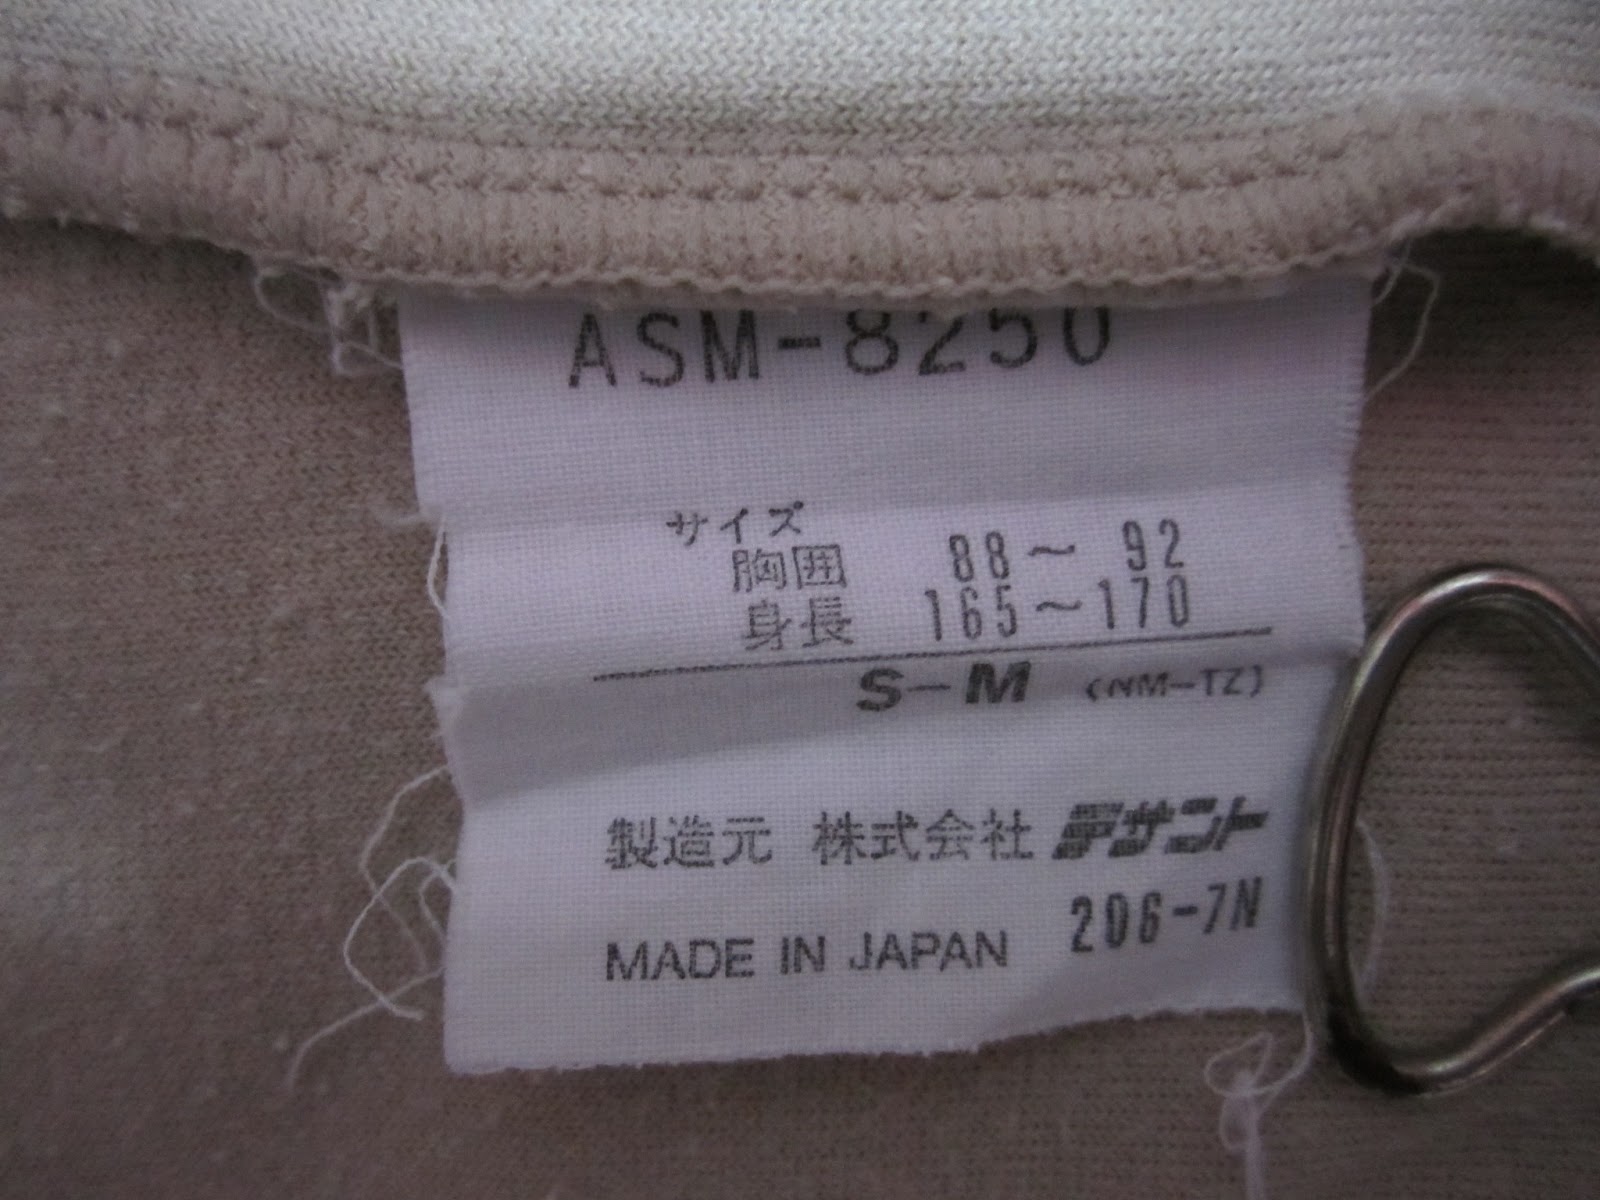 ASM-8250
サイズ
胸囲 88～92
身長 165～170
S-M (NM-TZ)
製造元 株式会社デサント
MADE IN JAPAN 206-7N